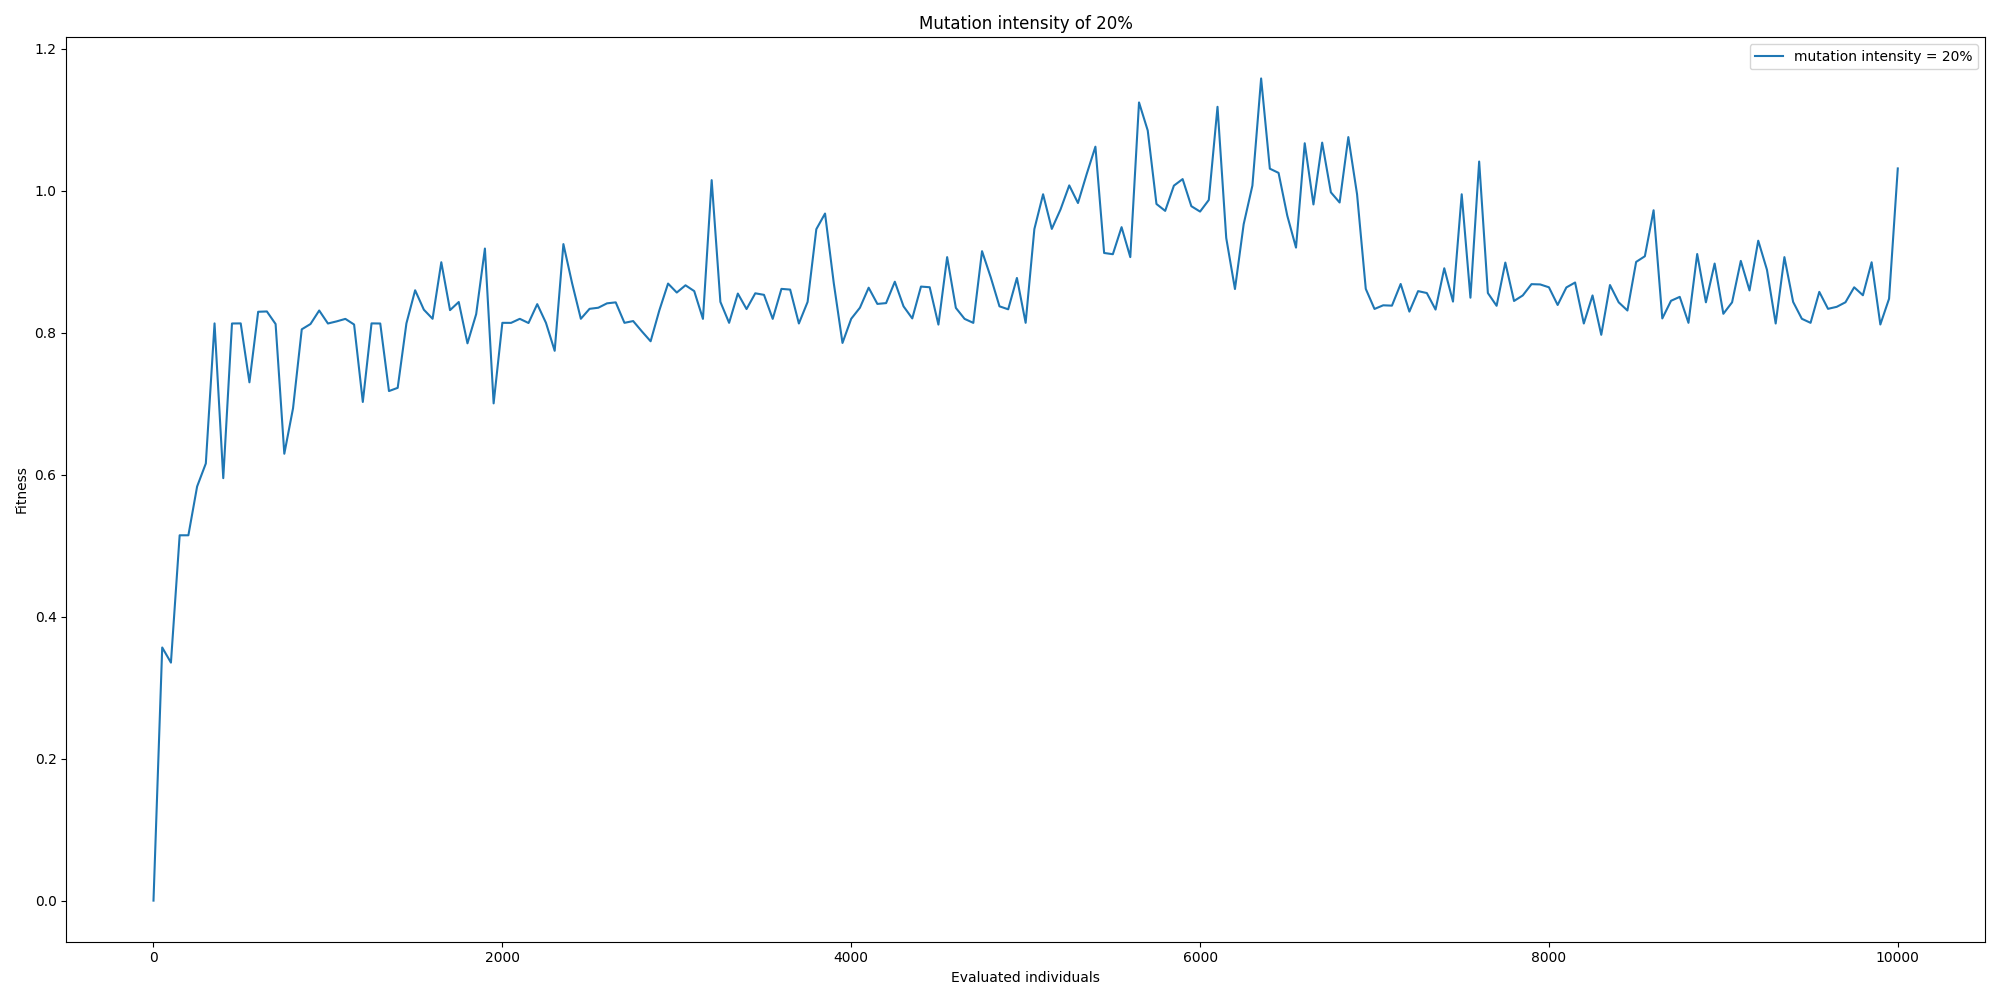 Mutation intensity of 20%
mutation intensity = 20%
1.2
1.0
0.8
0.6
0.4
0.2
0.0
Fitness
0 2000 4000 6000 8000 10000
Evaluated individuals